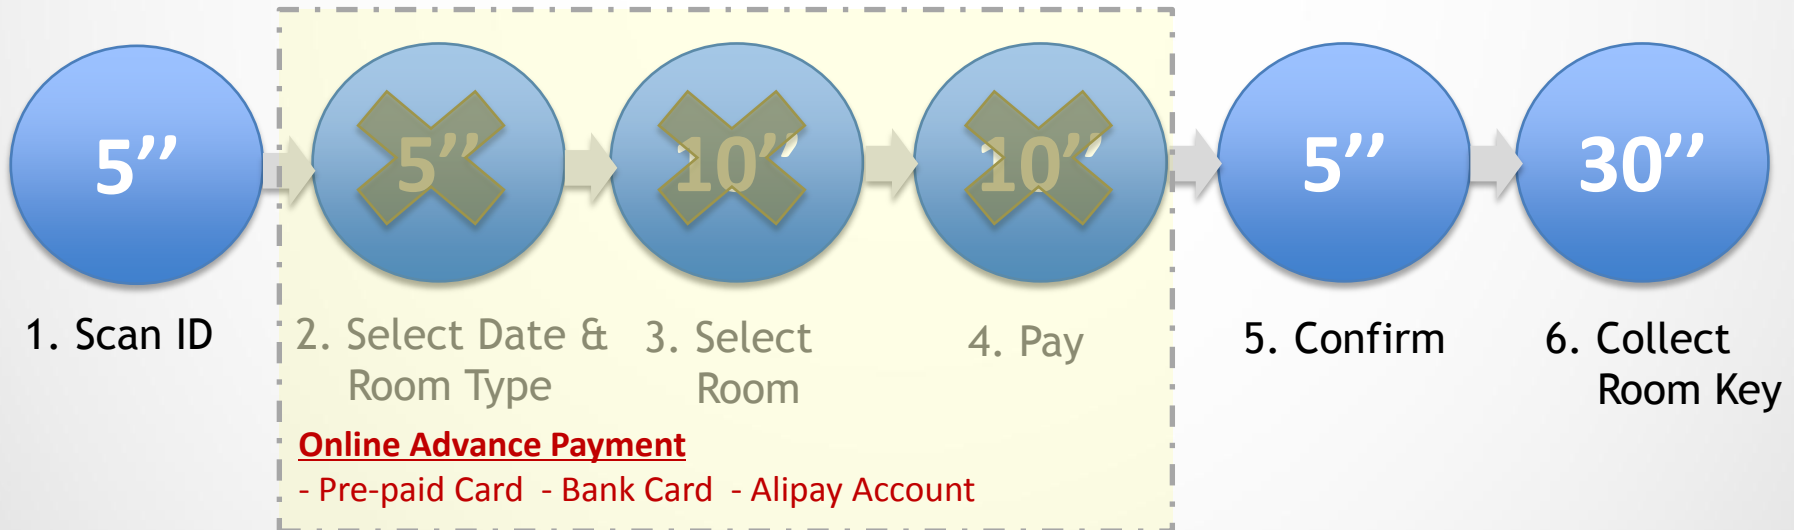 5’’
5’’
10’’
10’’
5’’
30’’
1. Scan ID
2. Select Date &
Room Type
3. Select
Room
4. Pay
5. Confirm
6. Collect
Room Key
Online Advance Payment
- Pre-paid Card - Bank Card - Alipay Account